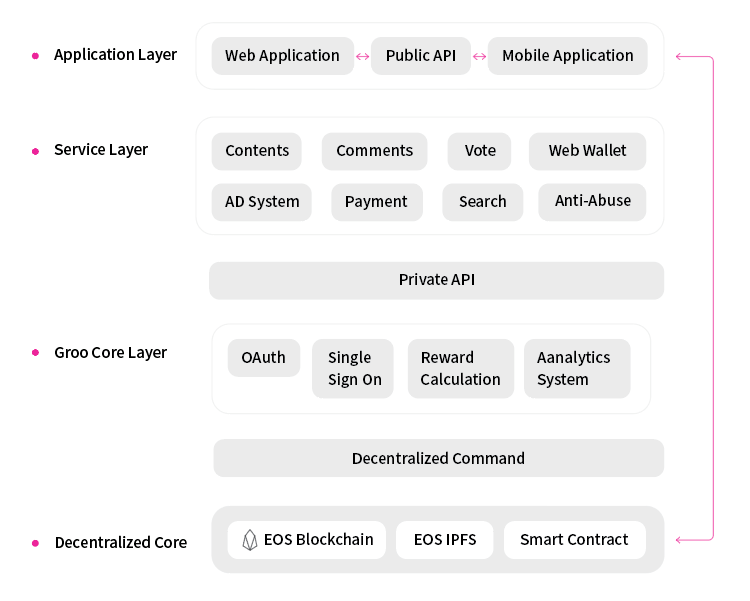 Application Layer
Web Application
Public API
Mobile Application
Service Layer
Contents
Comments
Vote
Web Wallet
AD System
Payment
Search
Anti-Abuse
Private API
Groo Core Layer
OAuth
Single
Sign On
Reward
Calculation
Aanalytics
System
Decentralized Command
Decentralized Core
EOS Blockchain
EOS IPFS
Smart Contract